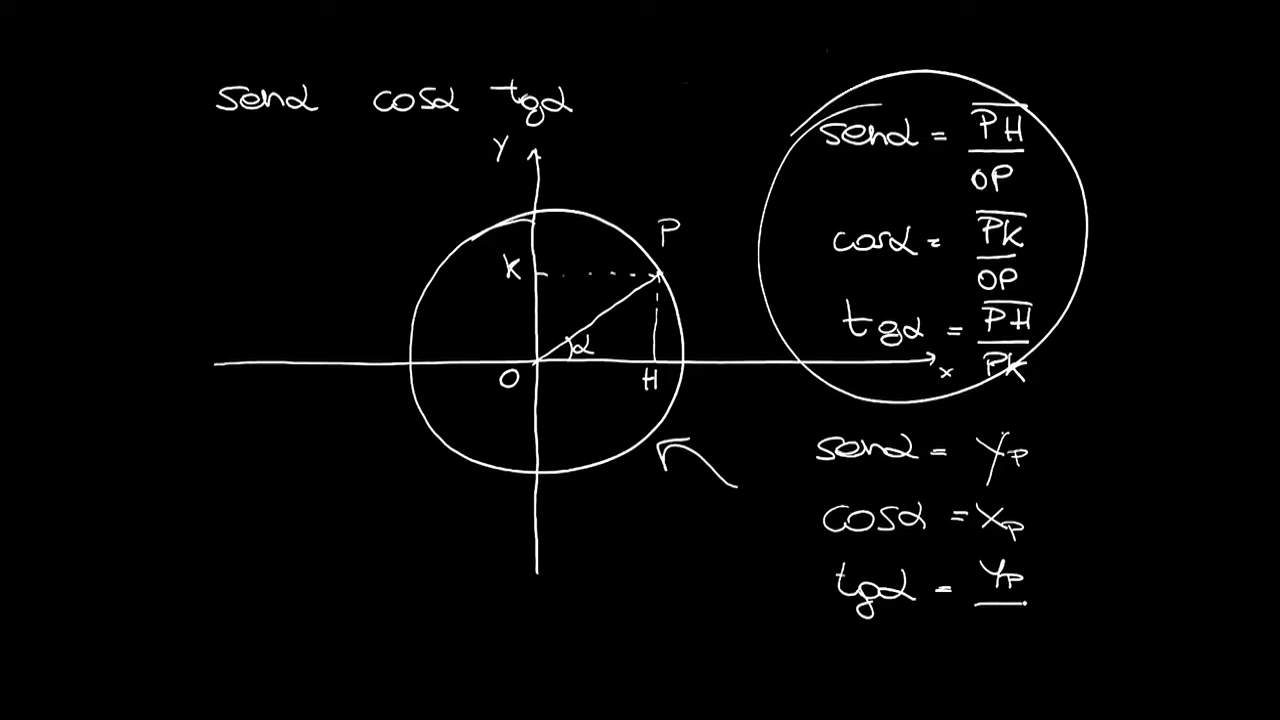 senα cosα tgα
Y
senα = PH
OP
P
cosα = PK
OP
K
tgα = PH
PK
α
x
O
H
senα = yP
cosα = xP
tgα = yP